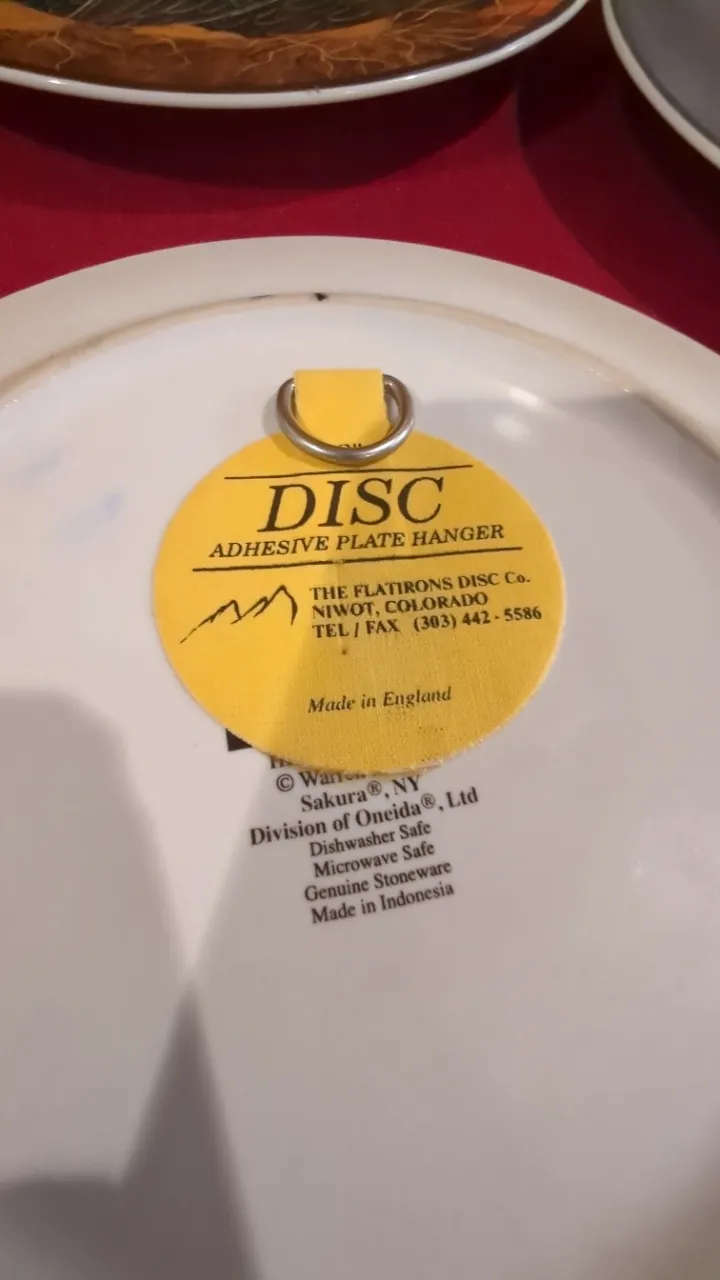 DISC
ADHESIVE PLATE HANGER
THE FLATIRONS DISC Co.
NIWOT, COLORADO
TEL / FAX (303) 442 - 5586
Made in England
©
Sakura®, NY
Division of Oneida®, Ltd
Dishwasher Safe
Microwave Safe
Genuine Stoneware
Made in Indonesia